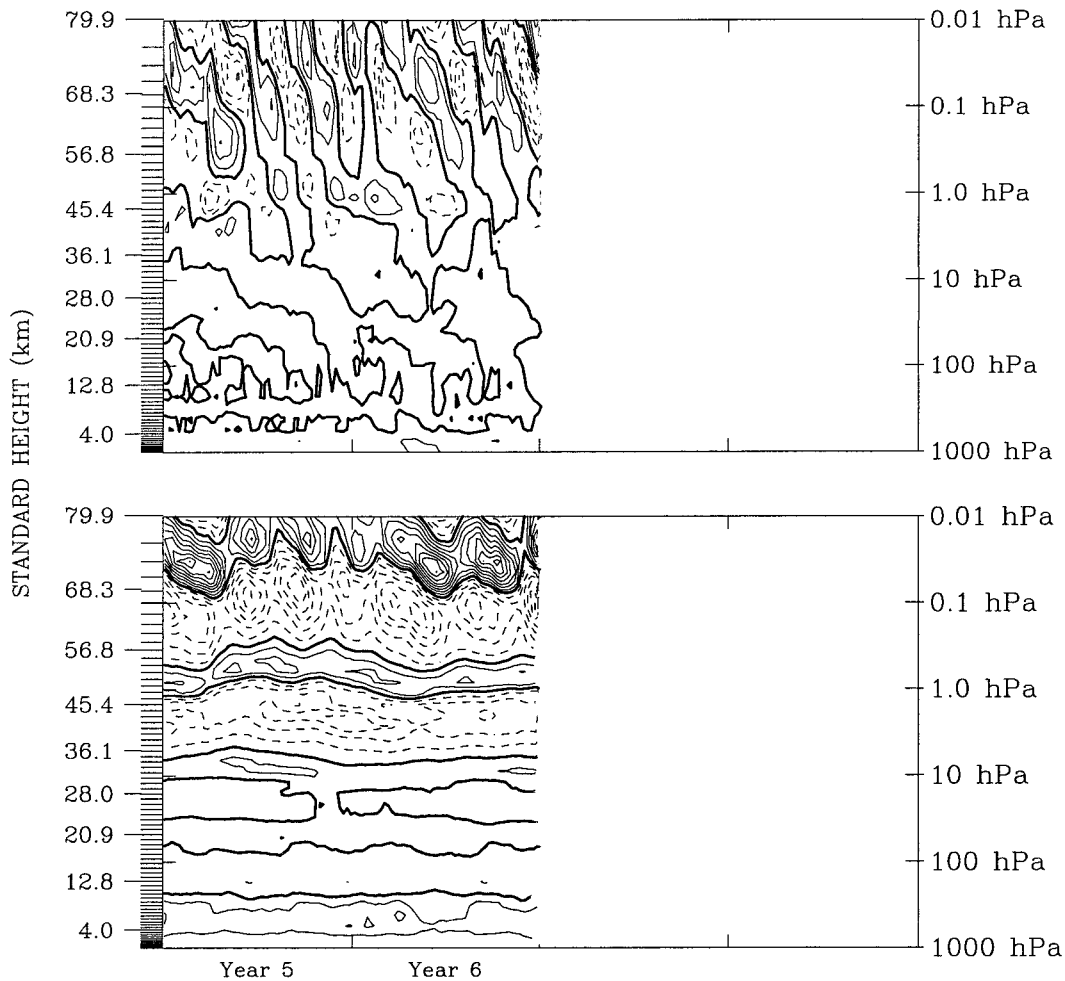 STANDARD HEIGHT (km)
79.9
68.3
56.8
45.4
36.1
28.0
20.9
12.8
4.0
0.01 hPa
0.1 hPa
1.0 hPa
10 hPa
100 hPa
1000 hPa
79.9
68.3
56.8
45.4
36.1
28.0
20.9
12.8
4.0
0.01 hPa
0.1 hPa
1.0 hPa
10 hPa
100 hPa
1000 hPa
Year 5
Year 6